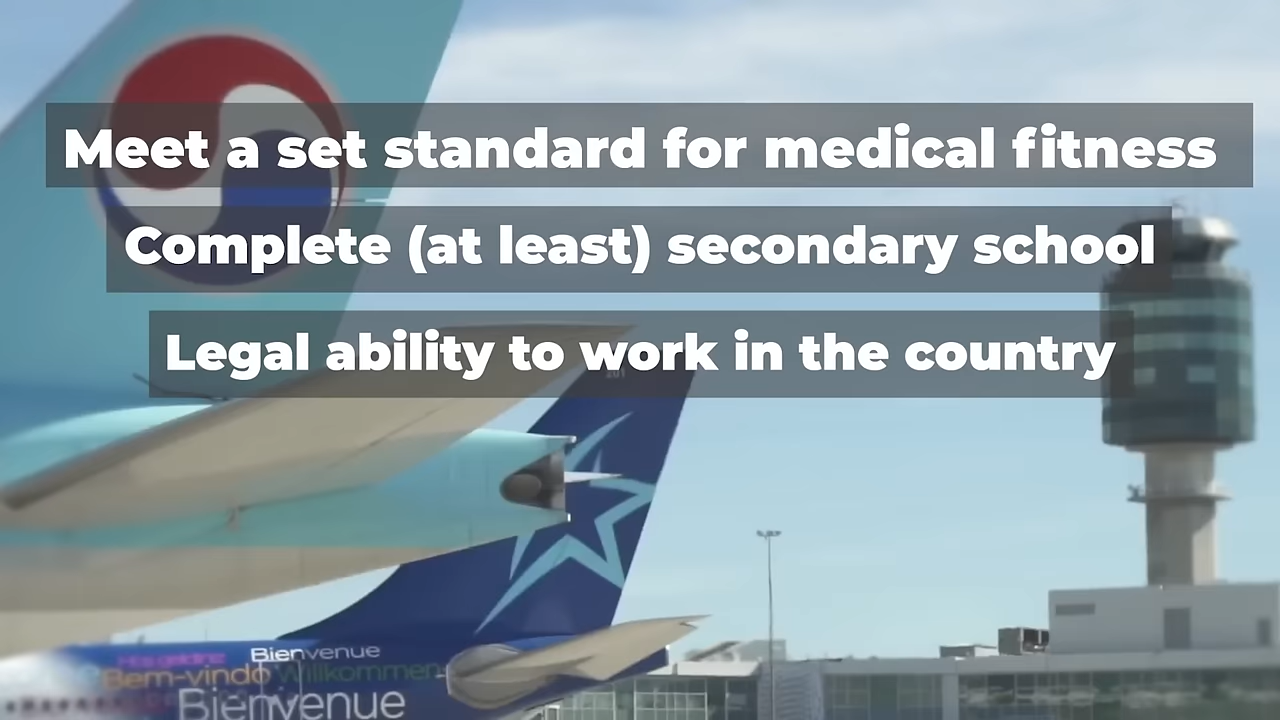 Meet a set standard for medical fitness
Complete (at least) secondary school
Legal ability to work in the country
Bienvenue
Bem-vindo Willkommen
Bienvenue